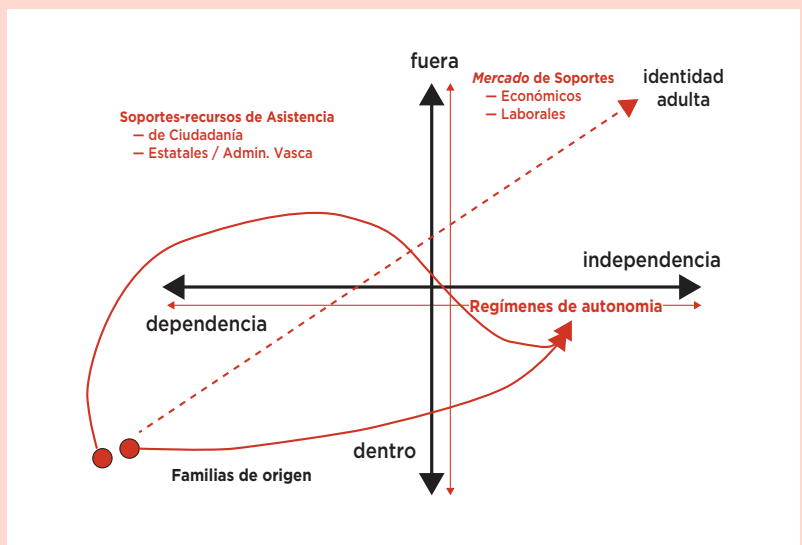 fuera
Mercado de Soportes
— Económicos
— Laborales
identidad
adulta
Soportes-recursos de Asistencia
— de Ciudadanía
— Estatales / Admin. Vasca
independencia
Regímenes de autonomia
dependencia
dentro
Familias de origen